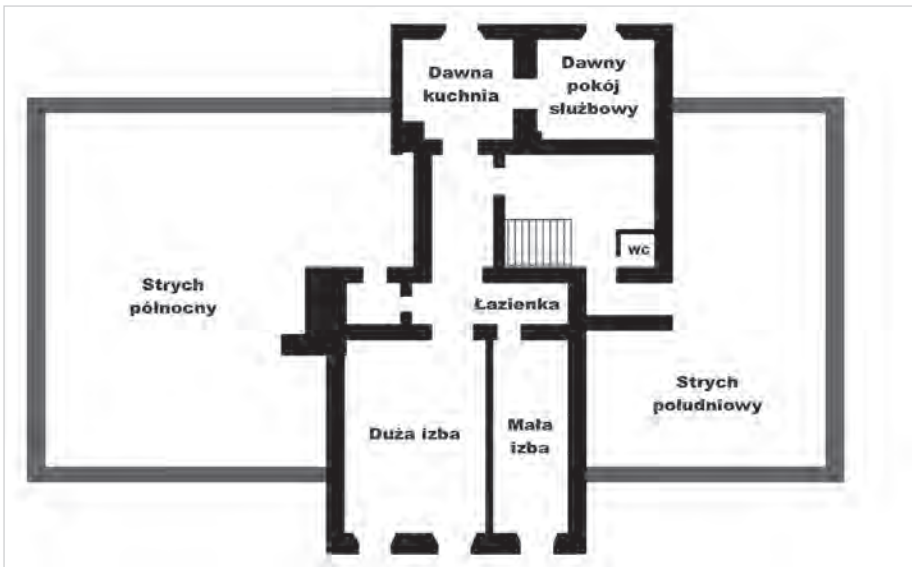 Dawna
kuchnia
Dawny
pokój
służbowy
wc
Strych
północny
Łazienka
Strych
południowy
Duża izba
Mała
izba